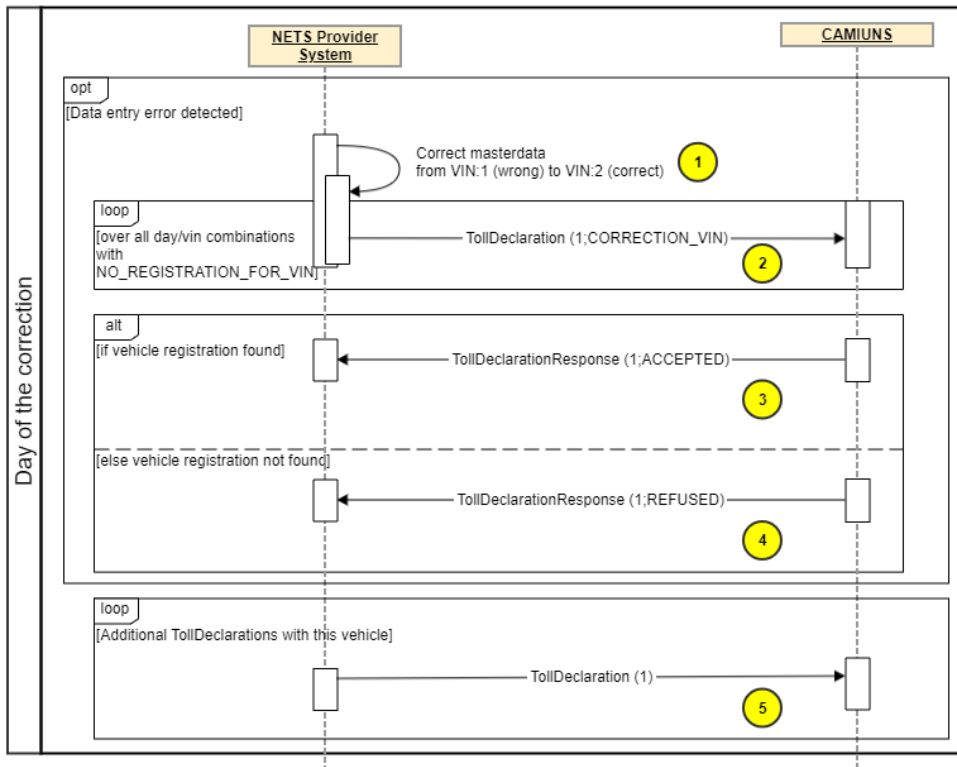 NETS Provider
System
CAMIUNS
Day of the correction
opt
[Data entry error detected]
Correct masterdata
from VIN:1 (wrong) to VIN:2 (correct)
1
loop
[over all day/vin combinations
with
NO_REGISTRATION_FOR_VIN]
TollDeclaration (1;CORRECTION_VIN)
2
alt
[if vehicle registration found]
TollDeclarationResponse (1;ACCEPTED)
3
[else vehicle registration not found]
TollDeclarationResponse (1;REFUSED)
4
loop
[Additional TollDeclarations with this vehicle]
TollDeclaration (1)
5